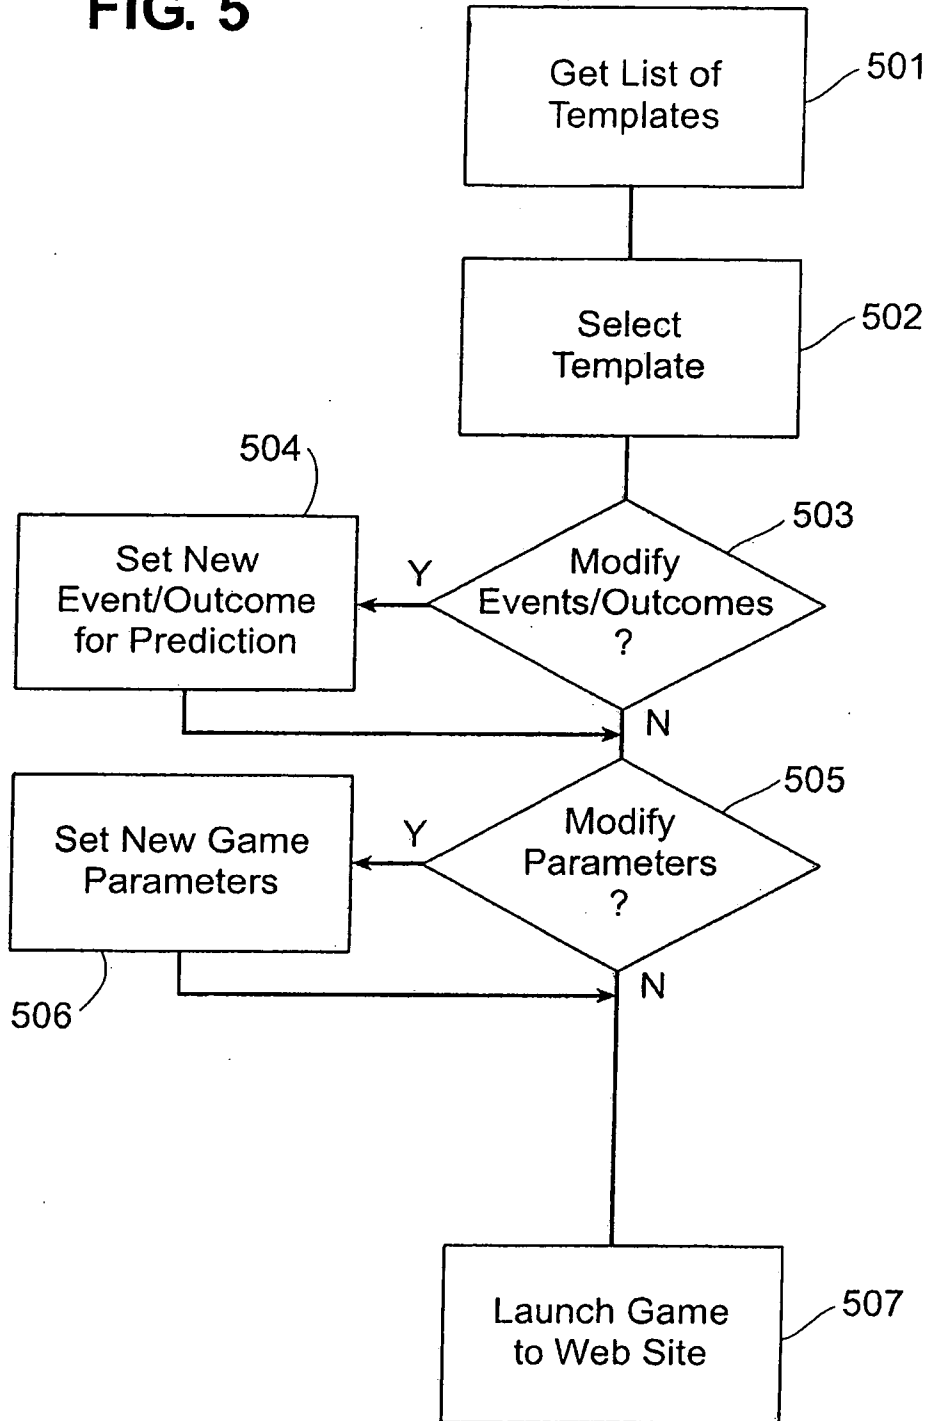 FIG. 5
Get List of
Templates
501
Select
Template
502
504
Set New
Event/Outcome
for Prediction
Y
Modify
Events/Outcomes
?
503
N
Set New Game
Parameters
506
Y
Modify
Parameters
?
505
N
Launch Game
to Web Site
507